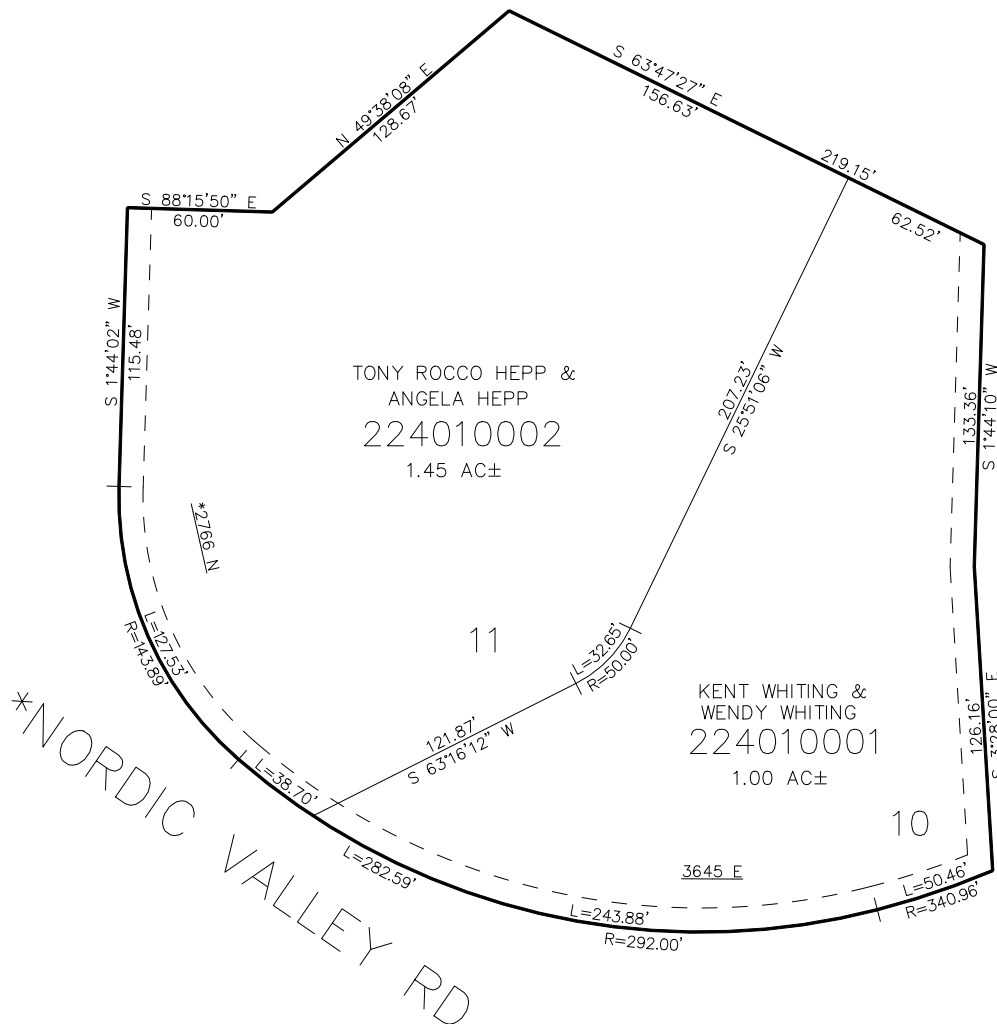 S 63°47'27" E
156.63'
N 49°38'08" E
128.67'
219.15'
62.52'
S 88°15'50" E
60.00'
S 1°44'02" W
115.48'
207.23'
S 25°51'06" W
133.36'
S 1°44'10" W
TONY ROCCO HEPP &
ANGELA HEPP
224010002
1.45 AC±
*2766 N
11
L=32.65'
R=50.00'
L=127.53'
R=143.89'
KENT WHITING &
WENDY WHITING
224010001
1.00 AC±
126.16'
S 3°28'00" E
121.87'
S 63°16'12" W
L=38.70'
10
*NORDIC VALLEY RD
L=282.59'
3645 E
L=243.88'
R=292.00'
L=50.46'
R=340.96'